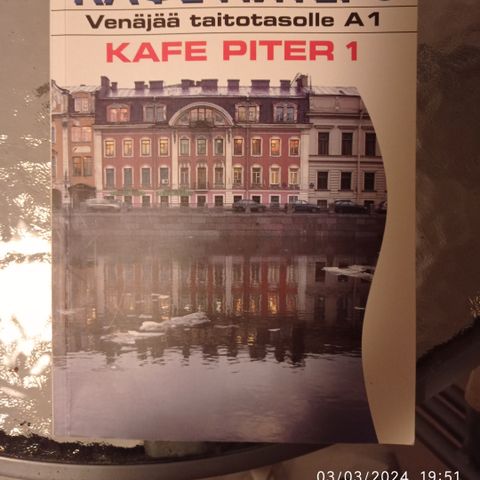 Venäjää taitotasolle A1
KAFE PITER 1
03/03/2024 19:51